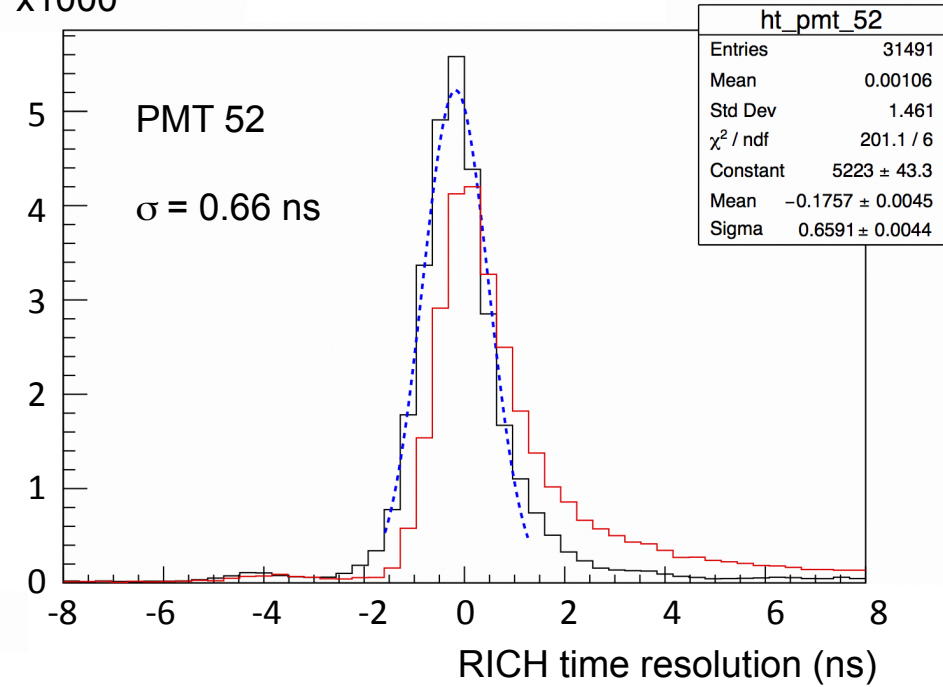 x1000
ht_pmt_52
Entries 31491
Mean 0.00106
Std Dev 1.461
χ² / ndf 201.1 / 6
Constant 5223 ± 43.3
Mean −0.1757 ± 0.0045
Sigma 0.6591 ± 0.0044
PMT 52
σ = 0.66 ns
5
4
3
2
1
0
-8 -6 -4 -2 0 2 4 6 8
RICH time resolution (ns)